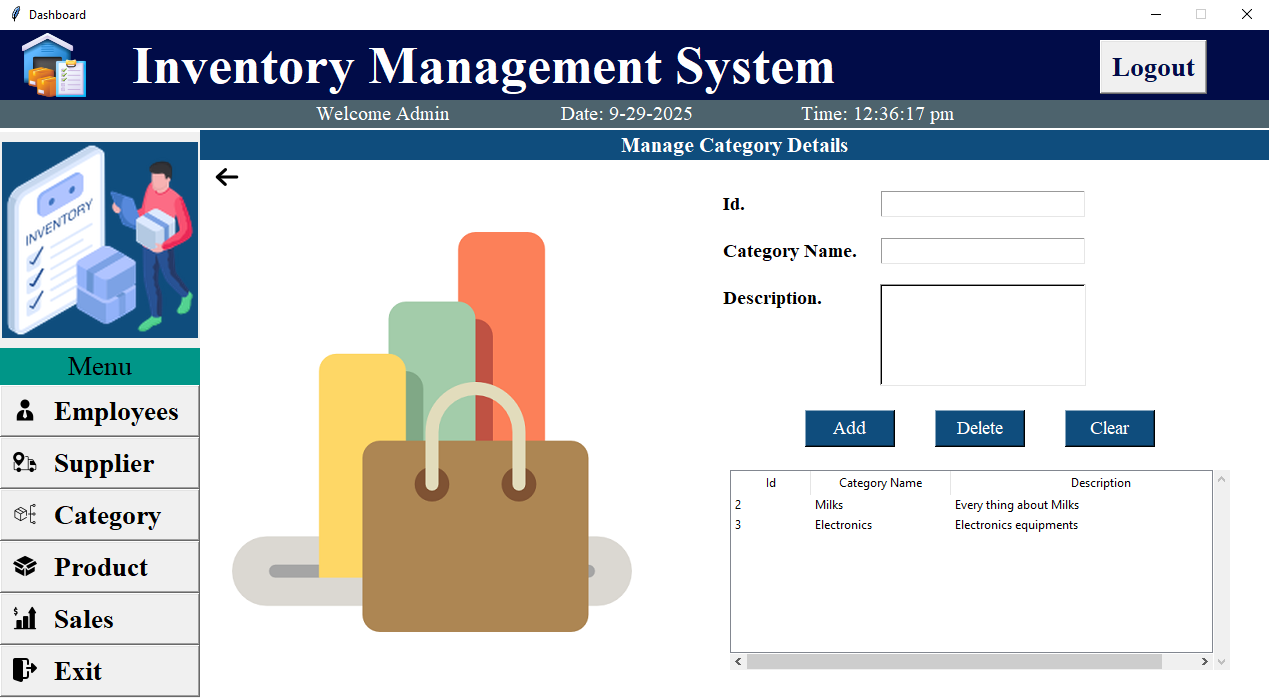 Dashboard
Inventory Management System
Logout
Welcome Admin Date: 9-29-2025 Time: 12:36:17 pm
Manage Category Details
INVENTORY
Menu
Employees
Supplier
Category
Product
Sales
Exit
Id.
Category Name.
Description.
Add Delete Clear
Id Category Name Description
2 Milks Every thing about Milks
3 Electronics Electronics equipments